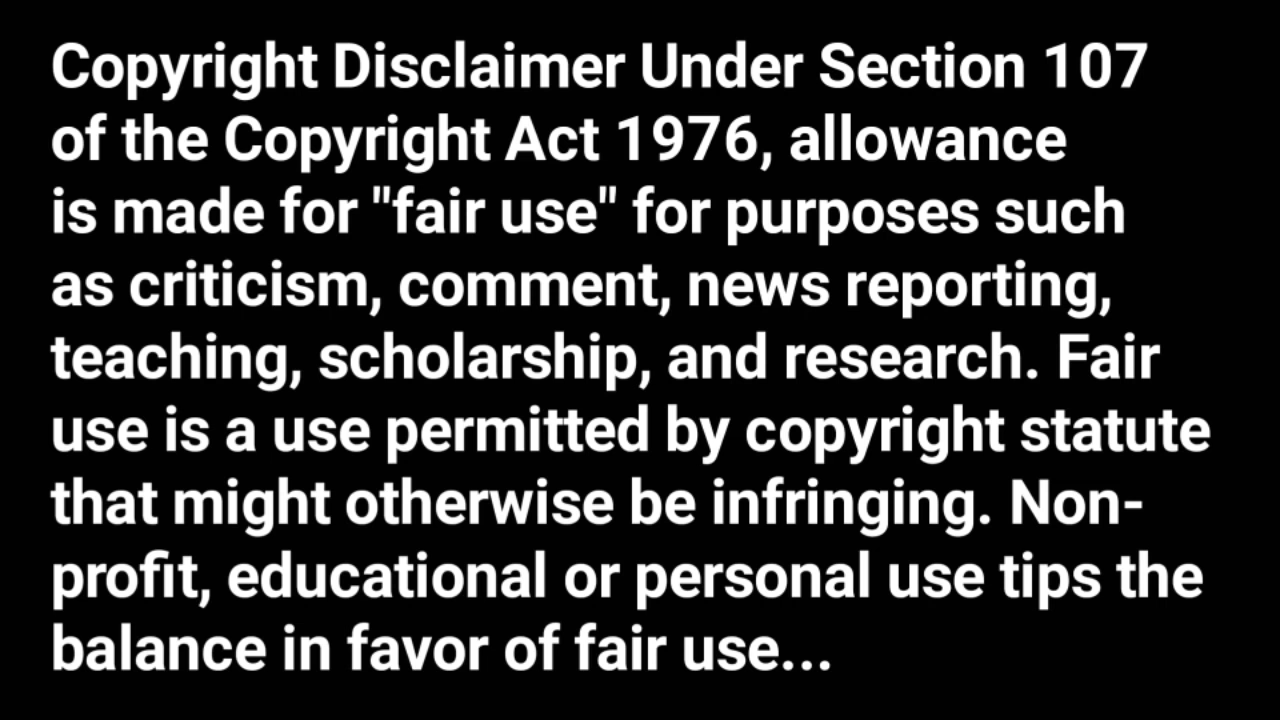 Copyright Disclaimer Under Section 107
of the Copyright Act 1976, allowance
is made for "fair use" for purposes such
as criticism, comment, news reporting,
teaching, scholarship, and research. Fair
use is a use permitted by copyright statute
that might otherwise be infringing. Non-
profit, educational or personal use tips the
balance in favor of fair use...